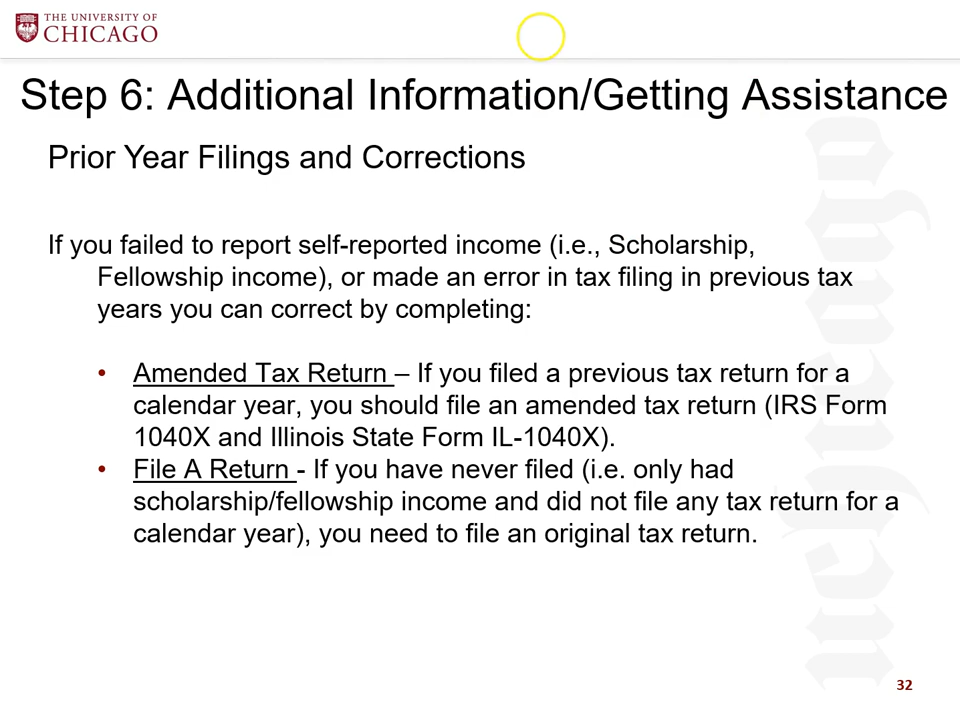 THE UNIVERSITY OF
CHICAGO
Step 6: Additional Information/Getting Assistance
Prior Year Filings and Corrections
If you failed to report self-reported income (i.e., Scholarship,
Fellowship income), or made an error in tax filing in previous tax
years you can correct by completing:
• Amended Tax Return – If you filed a previous tax return for a
calendar year, you should file an amended tax return (IRS Form
1040X and Illinois State Form IL-1040X).
• File A Return - If you have never filed (i.e. only had
scholarship/fellowship income and did not file any tax return for a
calendar year), you need to file an original tax return.
uchicago
32